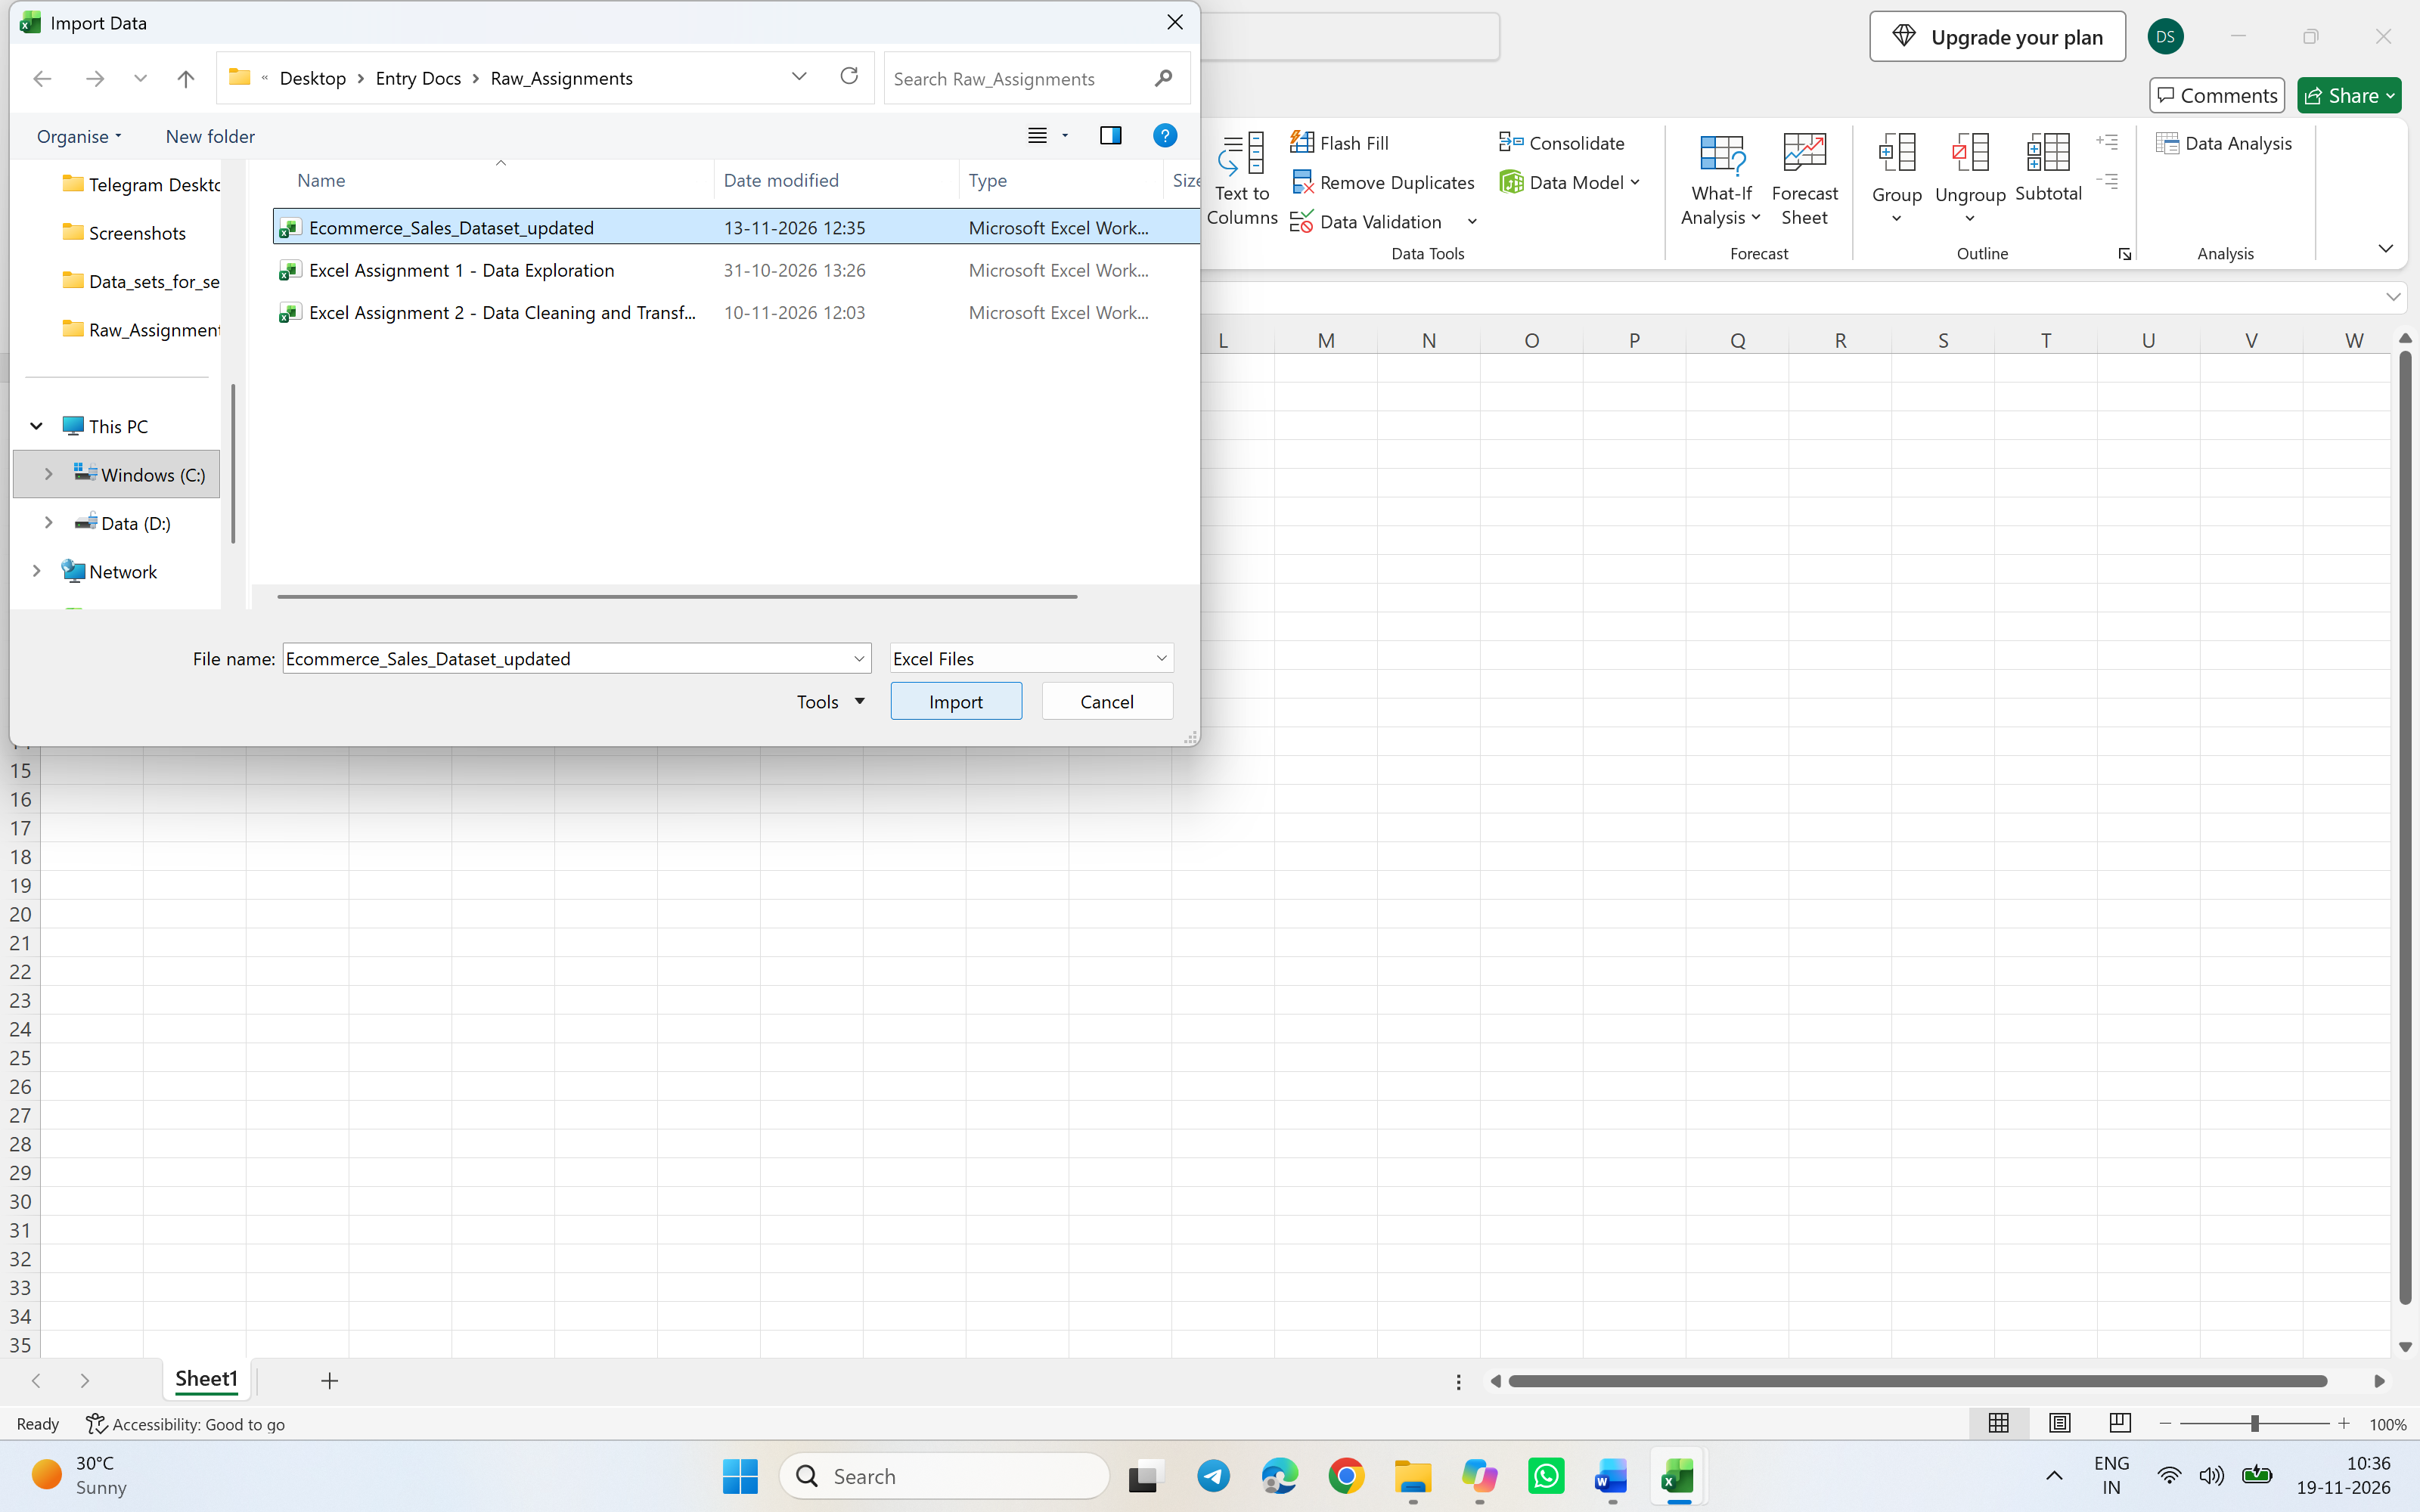 Import Data
Upgrade your plan
DS
« Desktop > Entry Docs > Raw_Assignments
Search Raw_Assignments
Comments
Share
Organise
New folder
Flash Fill
Consolidate
Data Analysis
Telegram Deskto
Name
Date modified
Type
Size
Text to Columns
Remove Duplicates
Data Model
What-If Analysis
Forecast Sheet
Group
Ungroup
Subtotal
Data Validation
Screenshots
Ecommerce_Sales_Dataset_updated
13-11-2026 12:35
Microsoft Excel Work...
Data Tools
Forecast
Outline
Analysis
Data_sets_for_se
Excel Assignment 1 - Data Exploration
31-10-2026 13:26
Microsoft Excel Work...
Raw_Assignment
Excel Assignment 2 - Data Cleaning and Transf...
10-11-2026 12:03
Microsoft Excel Work...
L M N O P Q R S T U V W
This PC
Windows (C:)
Data (D:)
Network
File name: Ecommerce_Sales_Dataset_updated
Excel Files
Tools
Import
Cancel
15
16
17
18
19
20
21
22
23
24
25
26
27
28
29
30
31
32
33
34
35
Sheet1
Ready
Accessibility: Good to go
100%
30°C
Sunny
Search
ENG
IN
10:36
19-11-2026